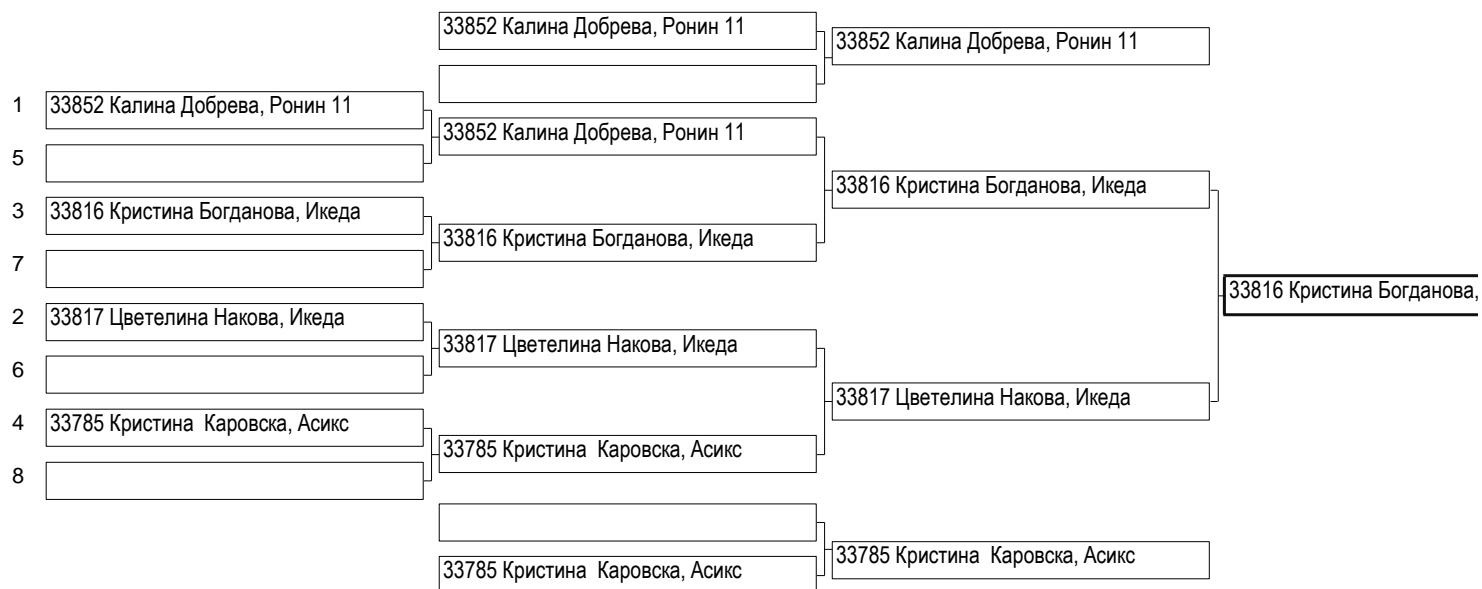 33852 Калина Добрева, Ронин 11
33852 Калина Добрева, Ронин 11
1 33852 Калина Добрева, Ронин 11
33852 Калина Добрева, Ронин 11
5
33816 Кристина Богданова, Икеда
3 33816 Кристина Богданова, Икеда
33816 Кристина Богданова, Икеда
7
33816 Кристина Богданова,
2 33817 Цветелина Накова, Икеда
33817 Цветелина Накова, Икеда
6
33817 Цветелина Накова, Икеда
4 33785 Кристина  Каровска, Асикс
33785 Кристина  Каровска, Асикс
8
33785 Кристина  Каровска, Асикс
33785 Кристина  Каровска, Асикс